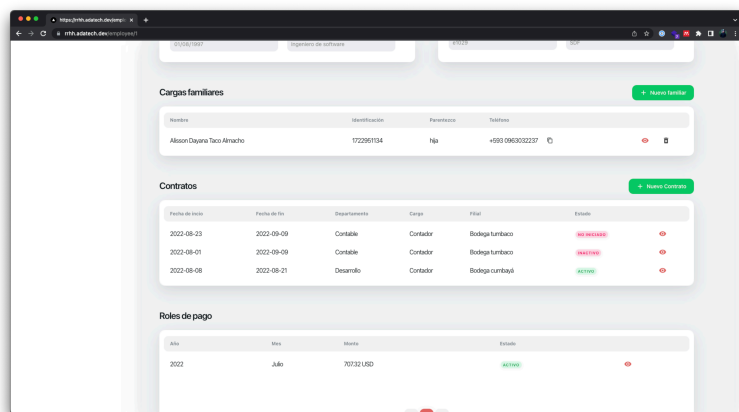 https://rrhh.adatech.dev/emplo
rrhh.adatech.dev/employee/1
01/08/1997
Ingeniero de software
SDF
Cargas familiares
+ Nuevo familiar
Nombre Identificación Parentezco Teléfono
Alisson Dayana Taco Almacho 1722951134 hija +593 0963032237
Contratos
+ Nuevo Contrato
Fecha de incio Fecha de fin Departamento Cargo Filial Estado
2022-08-23 2022-09-09 Contable Contador Bodega tumbaco NO INICIADO
2022-08-01 2022-09-09 Contable Contador Bodega tumbaco INACTIVO
2022-08-08 2022-08-21 Desarrollo Contador Bodega cumbayá ACTIVO
Roles de pago
Año Mes Monto Estado
2022 Julio 707.32 USD ACTIVO